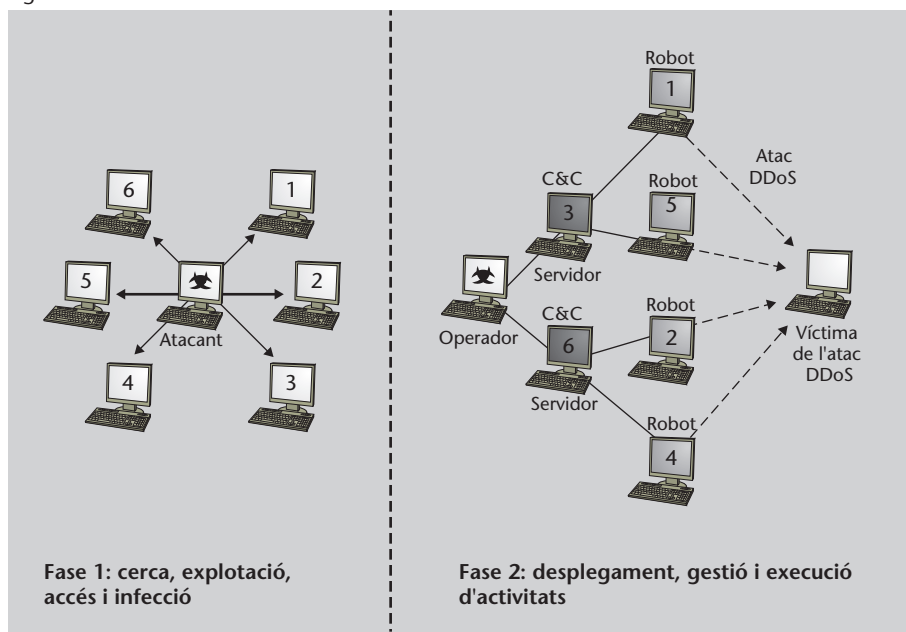 6
1
5
2
Atacant
4
3
Fase 1: cerca, explotació,
accés i infecció
Robot
1
Atac
DDoS
C&C
3
Servidor
Robot
5
Operador
C&C
6
Servidor
Robot
2
Víctima
de l'atac
DDoS
Robot
4
Fase 2: desplegament, gestió i execució
d'activitats